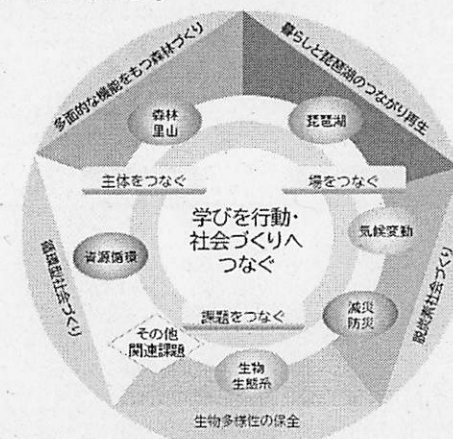 多面的な機能をもつ森林づくり
暮らしと琵琶湖のつながり再生
森林
里山
琵琶湖
主体をつなぐ
場をつなぐ
学びを行動・
社会づくりへ
つなぐ
気候変動
資源循環
循環型社会づくり
脱炭素社会づくり
減災
防災
課題をつなぐ
その他
関連課題
生物
生態系
生物多様性の保全